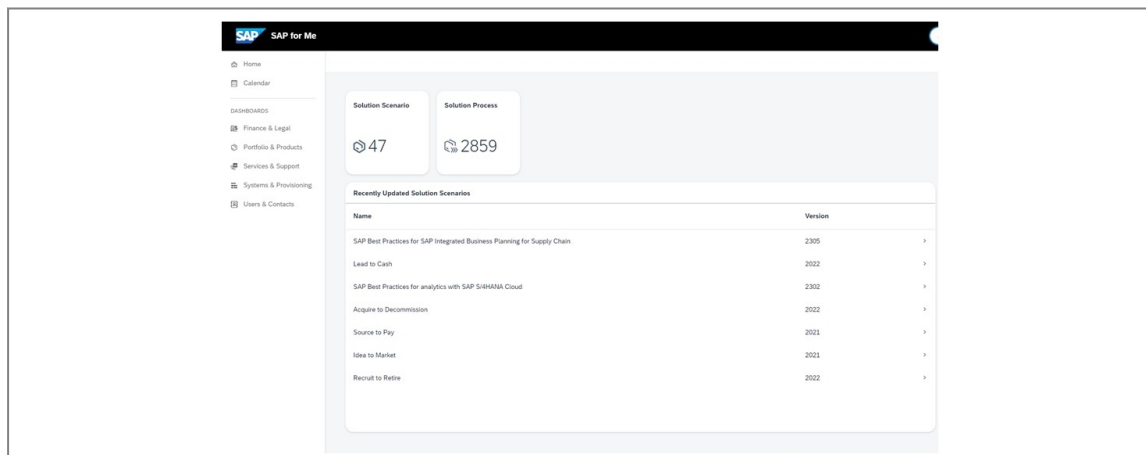 SAP SAP for Me
Home
Calendar
DASHBOARDS
Finance & Legal
Portfolio & Products
Services & Support
Systems & Provisioning
Users & Contacts
Solution Scenario
47
Solution Process
2859
Recently Updated Solution Scenarios
Name Version
SAP Best Practices for SAP Integrated Business Planning for Supply Chain 2305
Lead to Cash 2022
SAP Best Practices for analytics with SAP S/4HANA Cloud 2302
Acquire to Decommission 2022
Source to Pay 2021
Idea to Market 2021
Recruit to Retire 2022